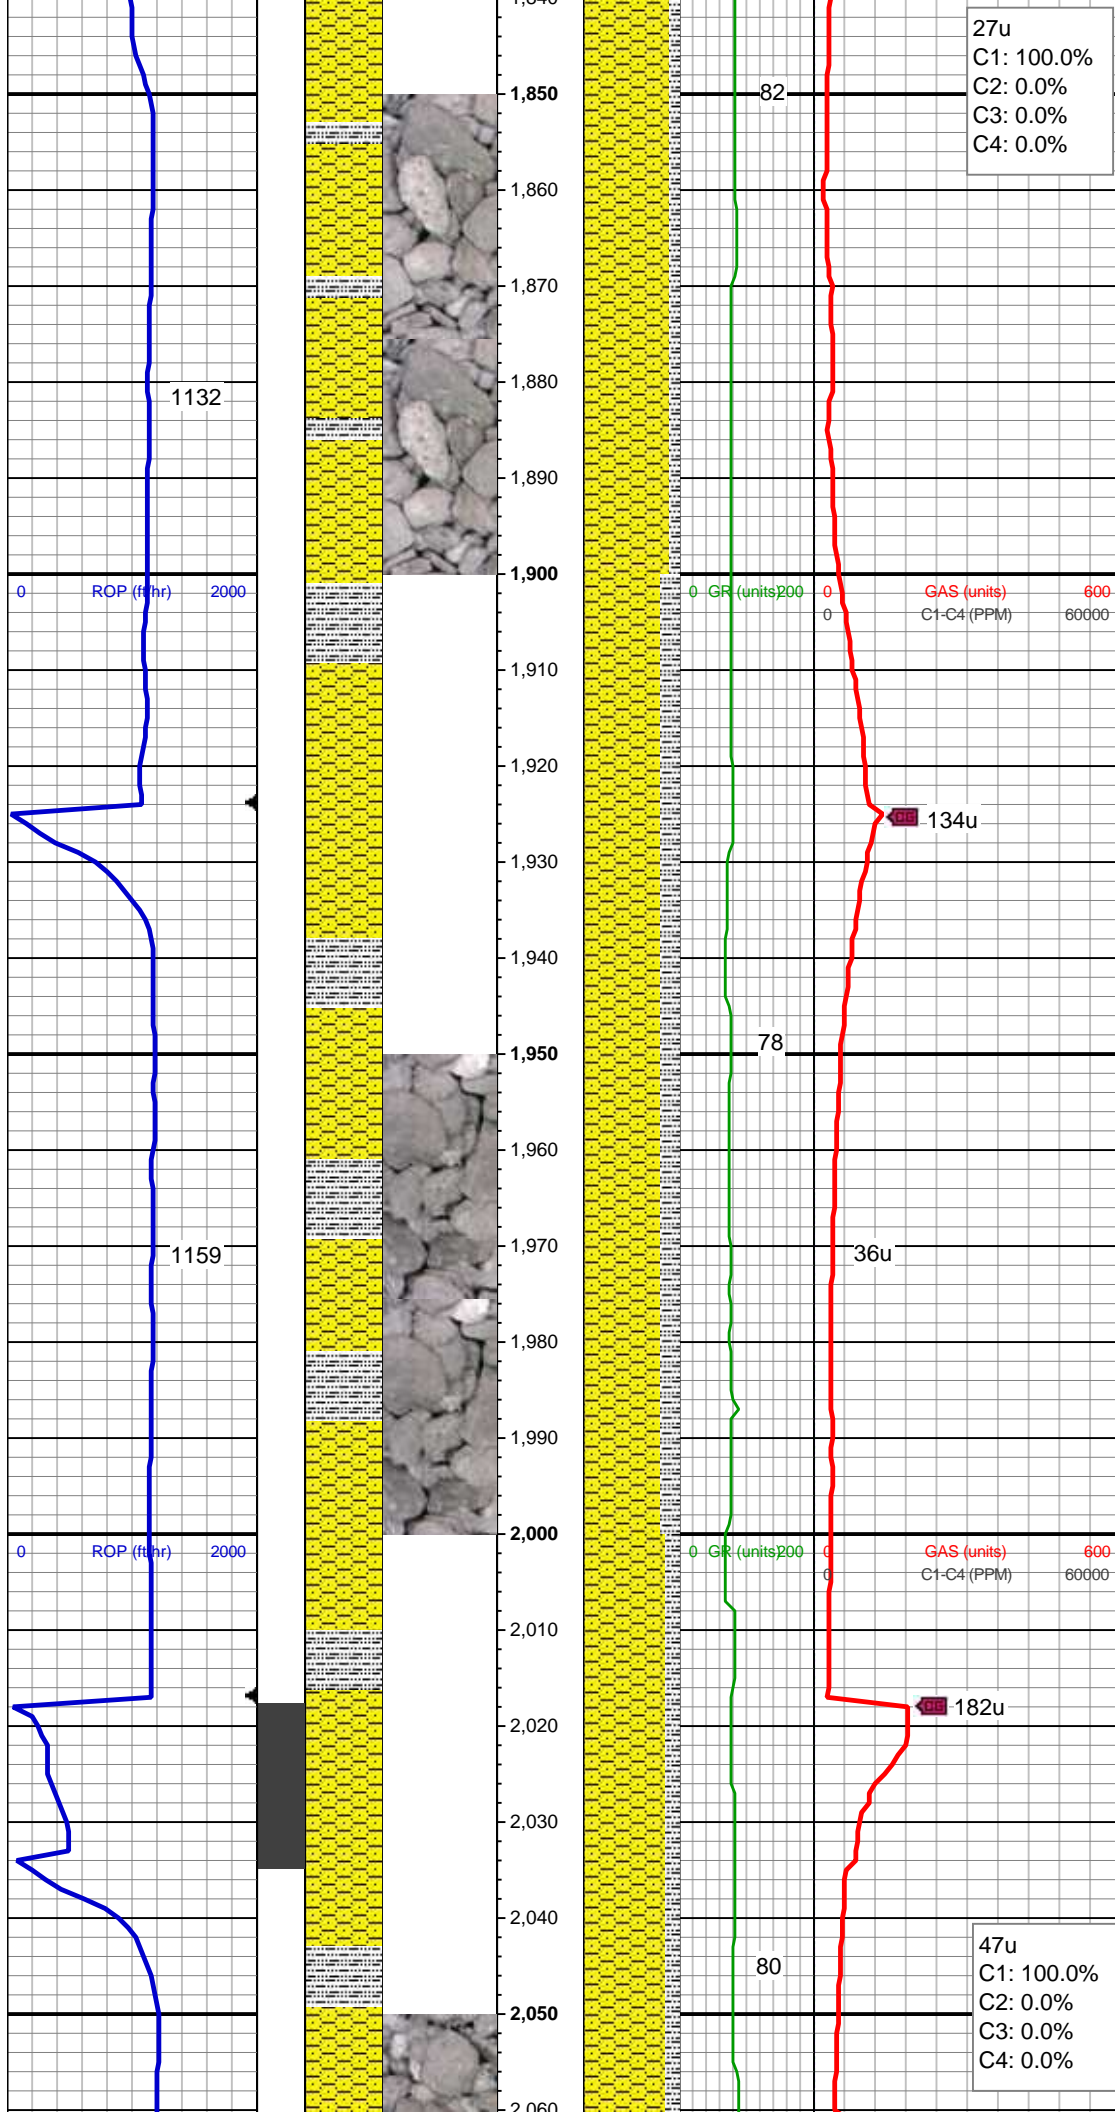 27u
C1: 100.0%
C2: 0.0%
C3: 0.0%
C4: 0.0%
1,850
82
1,860
1,870
1,880
1132
1,890
1,900
0 ROP (ft/hr) 2000
0 GR (units) 200
0 GAS (units) 600
0 C1-C4 (PPM) 60000
1,910
1,920
CG 134u
1,930
1,940
78
1,950
1,960
1,970
1159
36u
1,980
1,990
2,000
0 ROP (ft/hr) 2000
0 GR (units) 200
0 GAS (units) 600
0 C1-C4 (PPM) 60000
2,010
CG 182u
2,020
2,030
2,040
47u
C1: 100.0%
C2: 0.0%
C3: 0.0%
C4: 0.0%
80
2,050
2,060